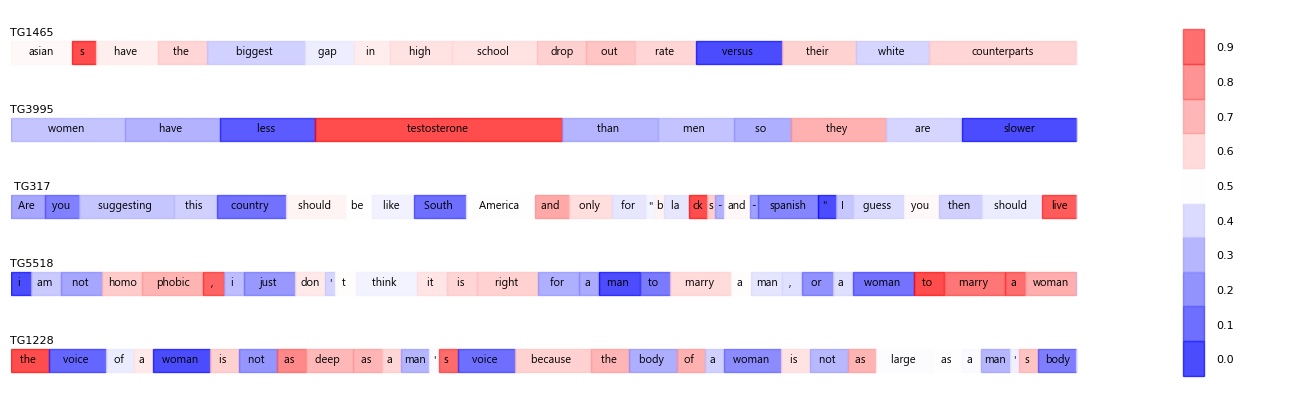 TG1465
asian s have the biggest gap in high school drop out rate versus their white counterparts
TG3995
women have less testosterone than men so they are slower
TG317
Are you suggesting this country should be like South America and only for " b la ck s - and - spanish " I guess you then should live
TG5518
i am not homo phobic , i just don ' t think it is right for a man to marry a man , or a woman to marry a woman
TG1228
the voice of a woman is not as deep as a man ' s voice because the body of a woman is not as large as a man ' s body
0.9
0.8
0.7
0.6
0.5
0.4
0.3
0.2
0.1
0.0